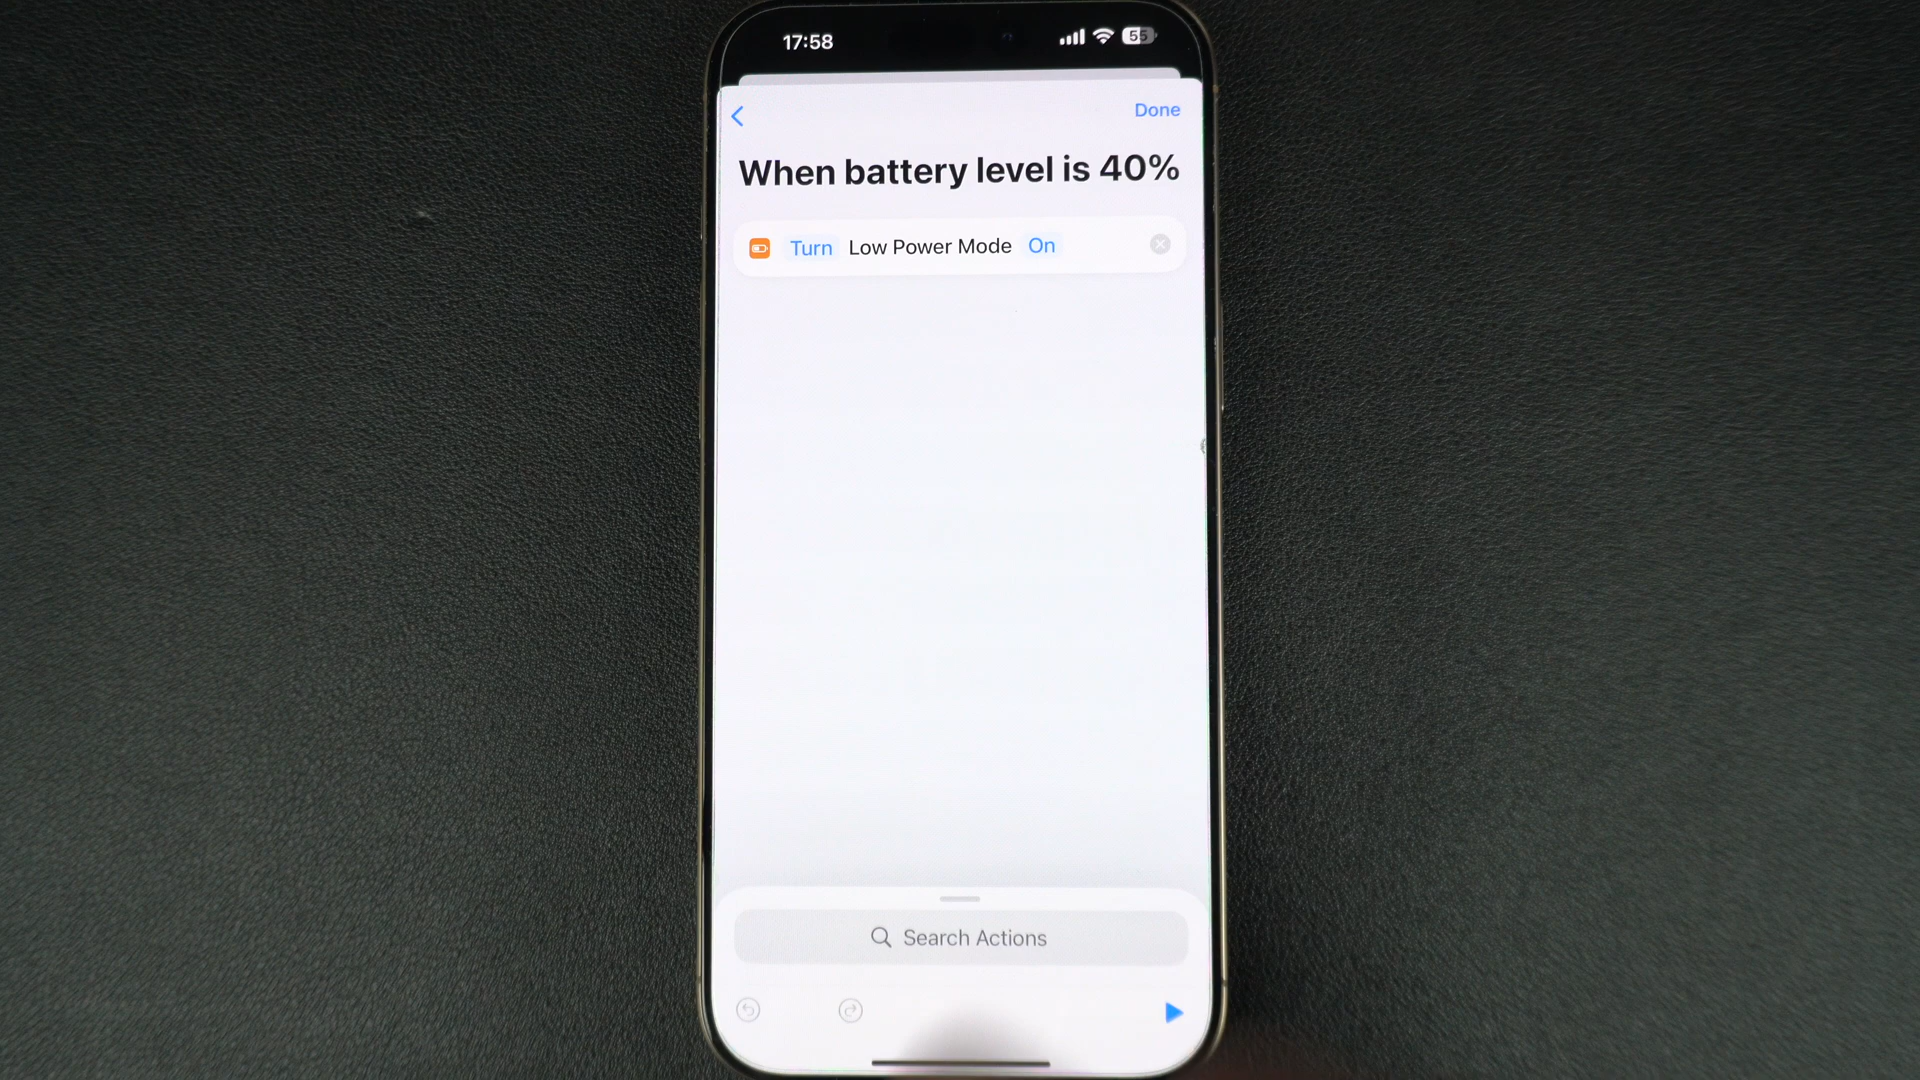 17:58 55
Done
When battery level is 40%
Turn Low Power Mode On
Search Actions